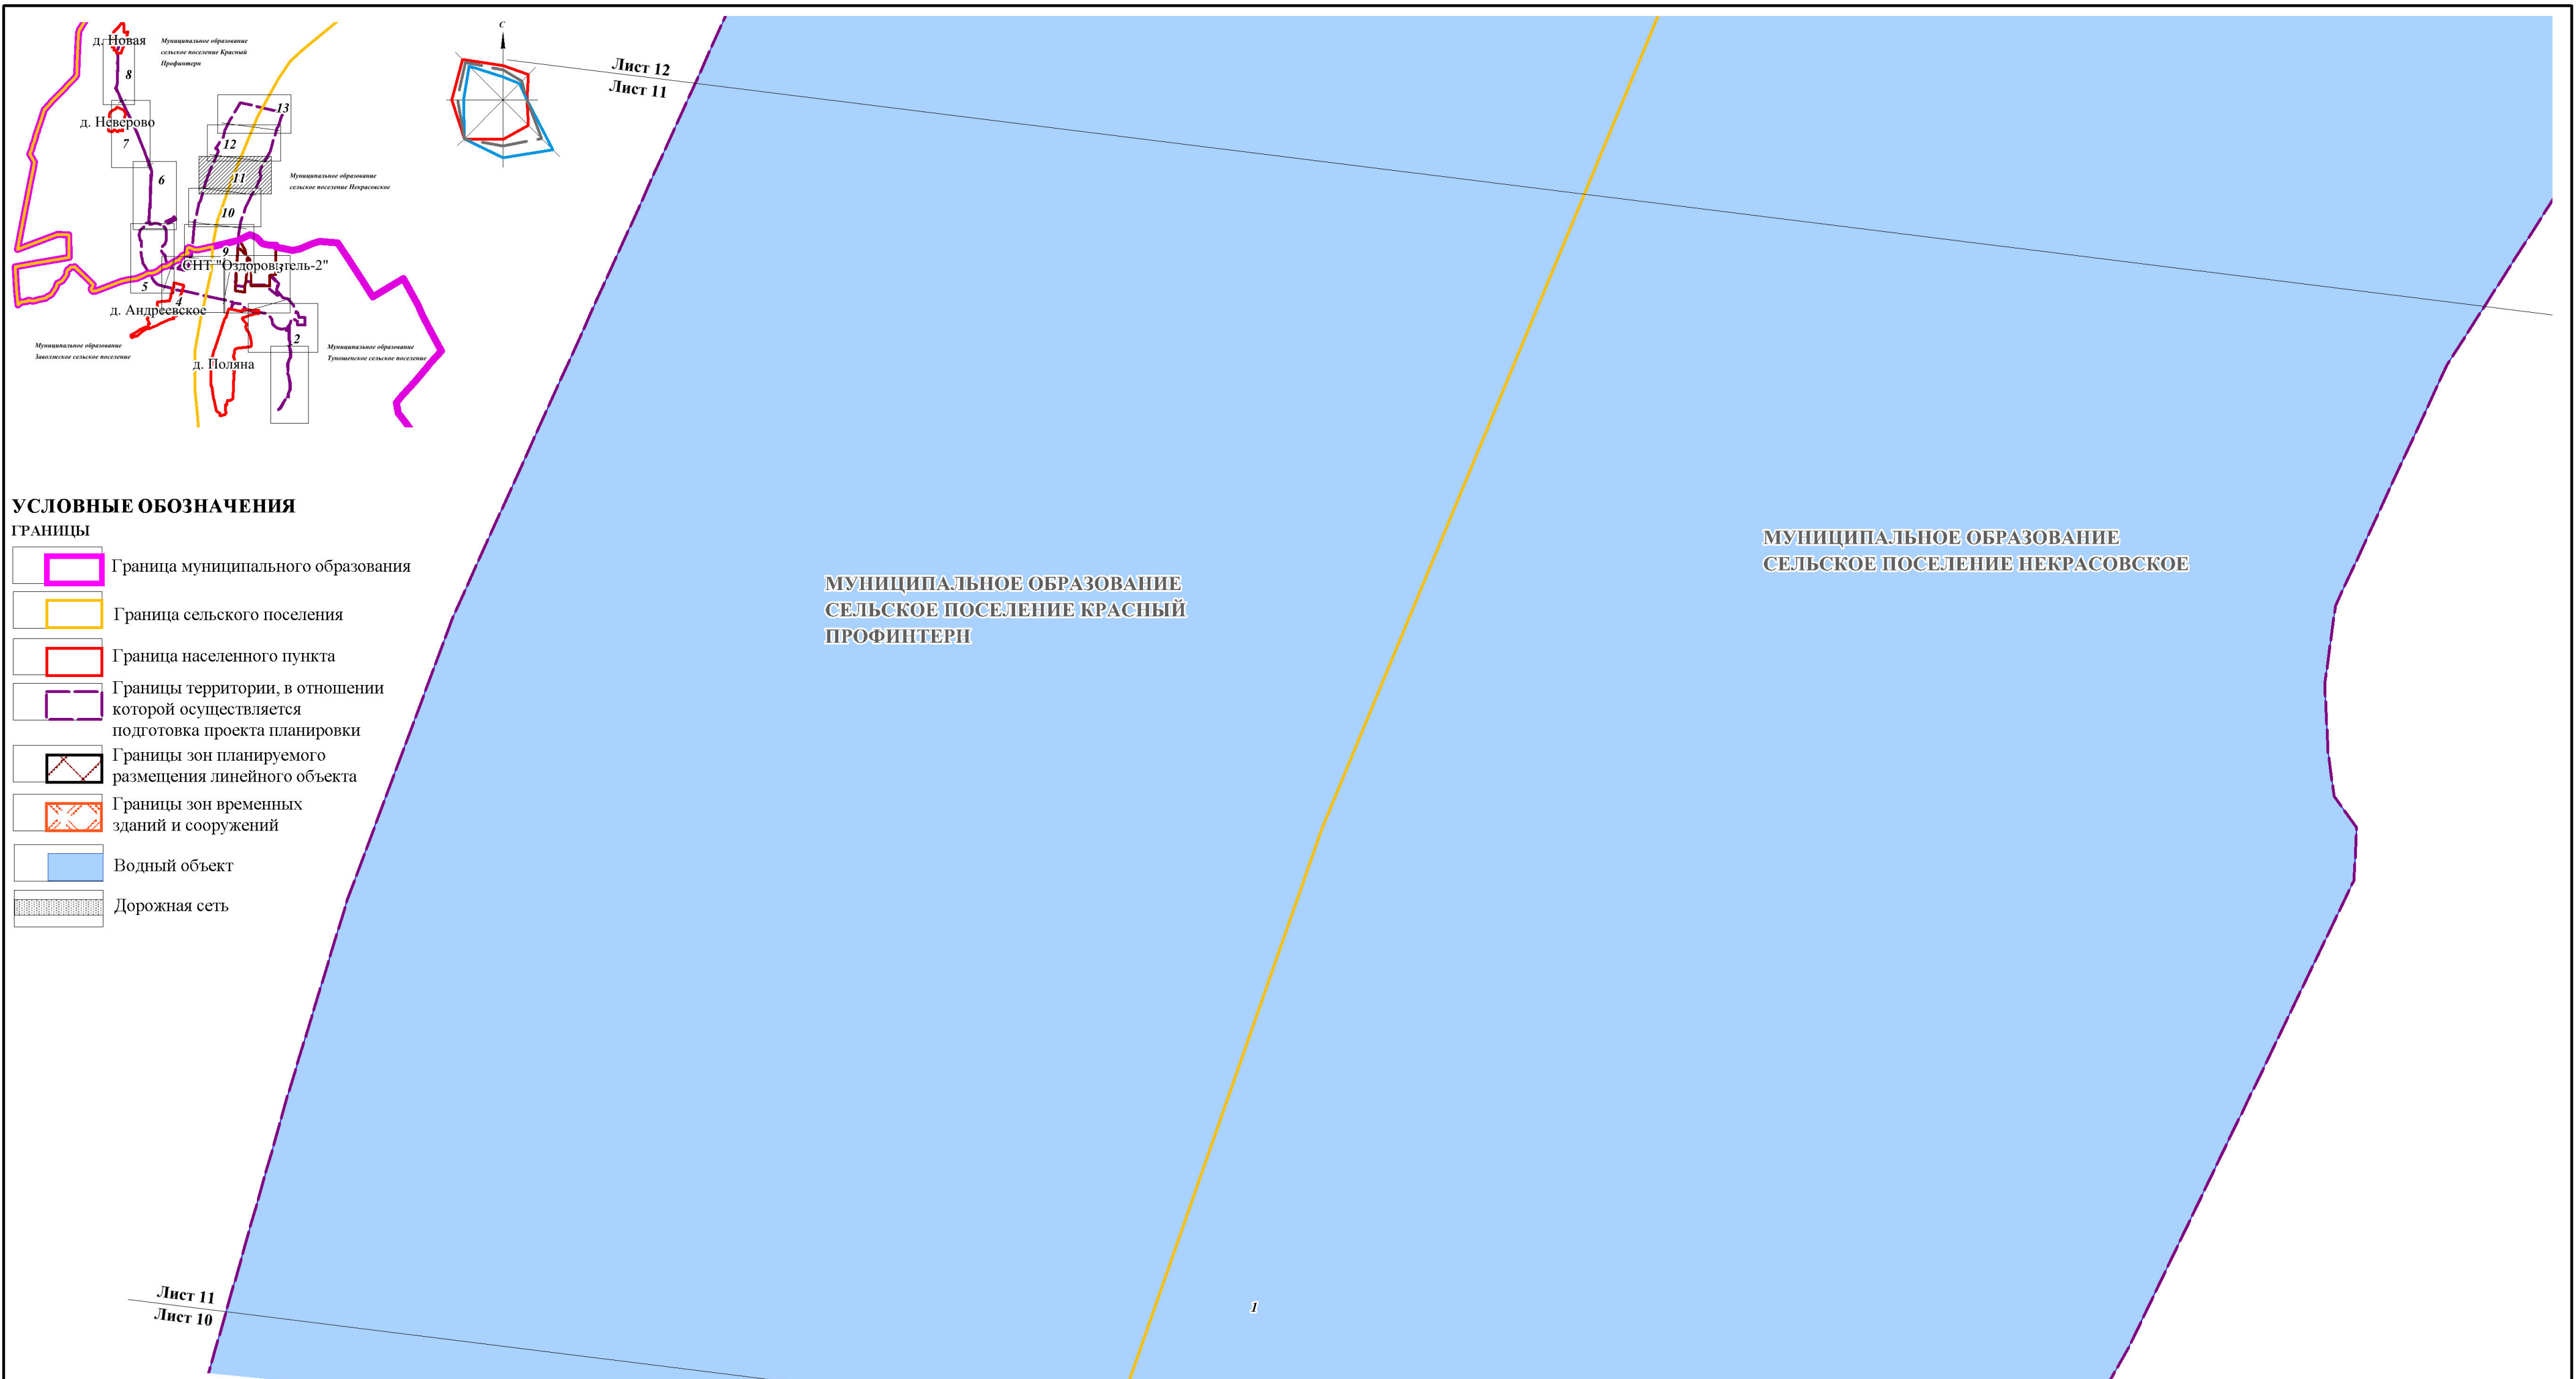 д. Новая
Муниципальное образование
сельское поселение Красный
Профинтерн
8
д. Неверово
7
13
12
6
11
Муниципальное образование
сельское поселение Некрасовское
10
9
СНТ "Оздоровитель-2"
3
5
4
д. Андреевское
2
Муниципальное образование
Заволжское сельское поселение
Муниципальное образование
Туношенское сельское поселение
д. Поляна
С
Лист 12
Лист 11
УСЛОВНЫЕ ОБОЗНАЧЕНИЯ
ГРАНИЦЫ
Граница муниципального образования
Граница сельского поселения
Граница населенного пункта
Границы территории, в отношении
которой осуществляется
подготовка проекта планировки
Границы зон планируемого
размещения линейного объекта
Границы зон временных
зданий и сооружений
Водный объект
Дорожная сеть
МУНИЦИПАЛЬНОЕ ОБРАЗОВАНИЕ
СЕЛЬСКОЕ ПОСЕЛЕНИЕ КРАСНЫЙ
ПРОФИНТЕРН
МУНИЦИПАЛЬНОЕ ОБРАЗОВАНИЕ
СЕЛЬСКОЕ ПОСЕЛЕНИЕ НЕКРАСОВСКОЕ
Лист 11
Лист 10
1